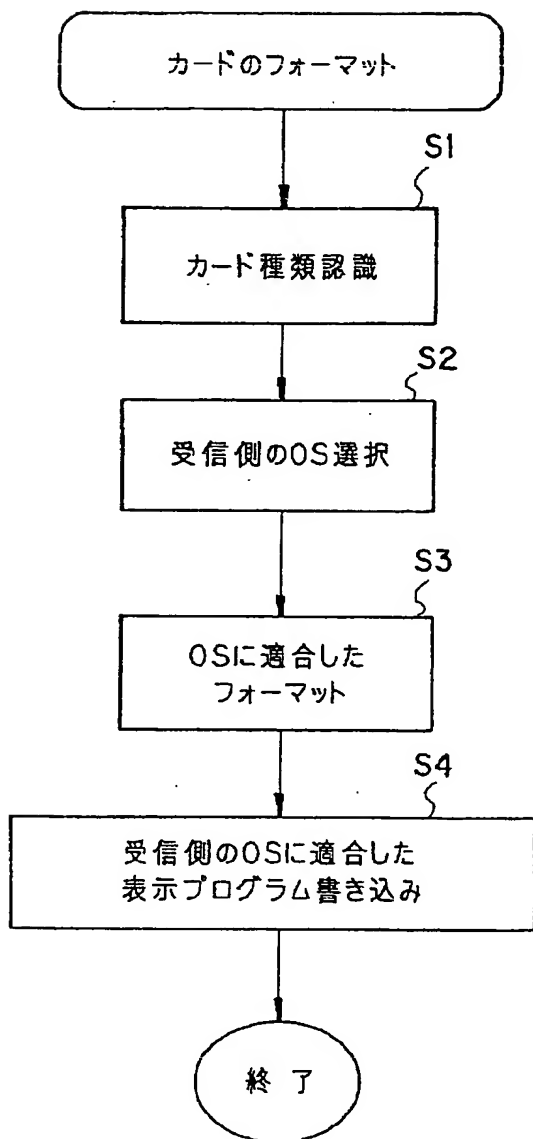 カードのフォーマット
S1
カード種類認識
S2
受信側のOS選択
S3
OSに適合した
フォーマット
S4
受信側のOSに適合した
表示プログラム書き込み
終了